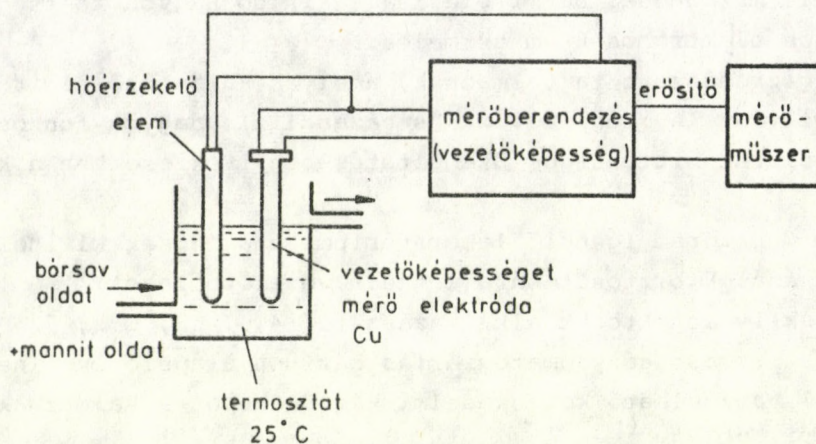 hőérzékelő
elem
mérőberendezés
(vezetőképesség)
erősítő
mérő-
műszer
bórsav
oldat
+mannit oldat
vezetőképességet
mérő elektróda
Cu
termosztát
25°C